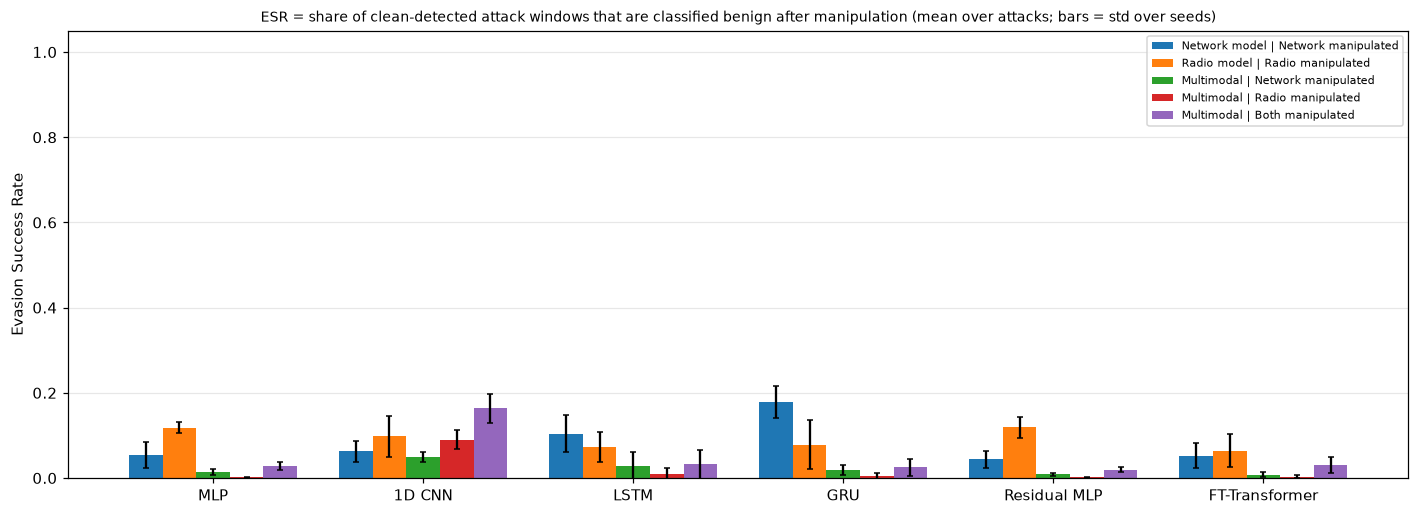 ESR = share of clean-detected attack windows that are classified benign after manipulation (mean over attacks; bars = std over seeds)
Network model | Network manipulated
Radio model | Radio manipulated
Multimodal | Network manipulated
Multimodal | Radio manipulated
Multimodal | Both manipulated
Evasion Success Rate
1.0
0.8
0.6
0.4
0.2
0.0
MLP 1D CNN LSTM GRU Residual MLP FT-Transformer